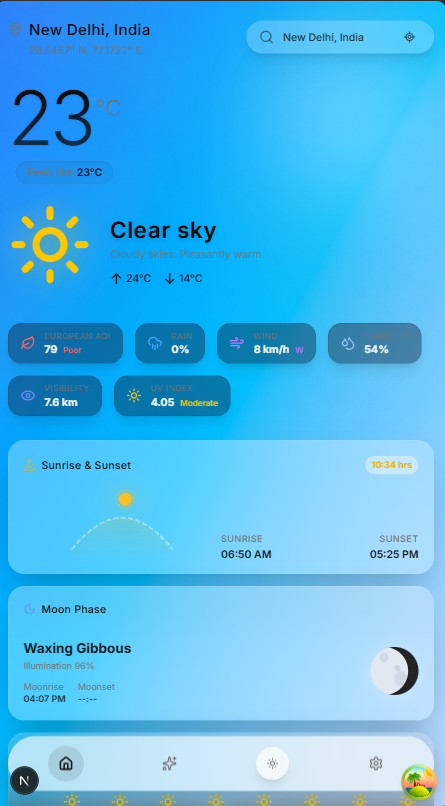 New Delhi, India
New Delhi, India
23°C
Feels like 23°C
Clear sky
Cloudy skies. Pleasantly warm.
↑ 24°C ↓ 14°C
EUROPEAN AQI
79 Poor
RAIN
0%
WIND
8 km/h W
54%
VISIBILITY
7.6 km
UV INDEX
4.05 Moderate
Sunrise & Sunset
10:34 hrs
SUNRISE
06:50 AM
SUNSET
05:25 PM
Moon Phase
Waxing Gibbous
Illumination 96%
Moonrise Moonset
04:07 PM --:--
N